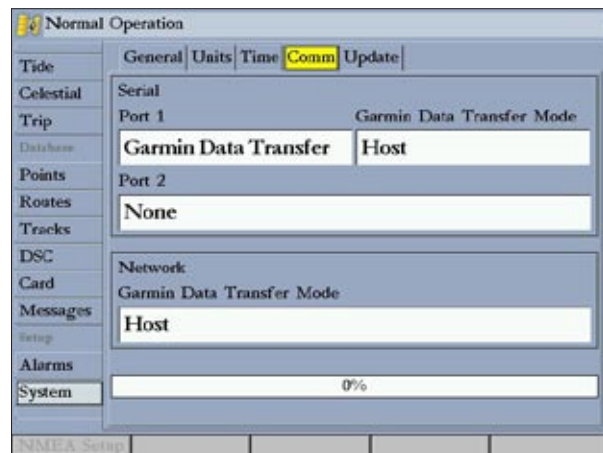 Normal Operation
General Units Time Comm Update
Tide
Celestial
Trip
Database
Points
Routes
Tracks
DSC
Card
Messages
Setup
Alarms
System
Serial
Port 1 Garmin Data Transfer Mode
Garmin Data Transfer Host
Port 2
None
Network
Garmin Data Transfer Mode
Host
0%
NMEA Setup